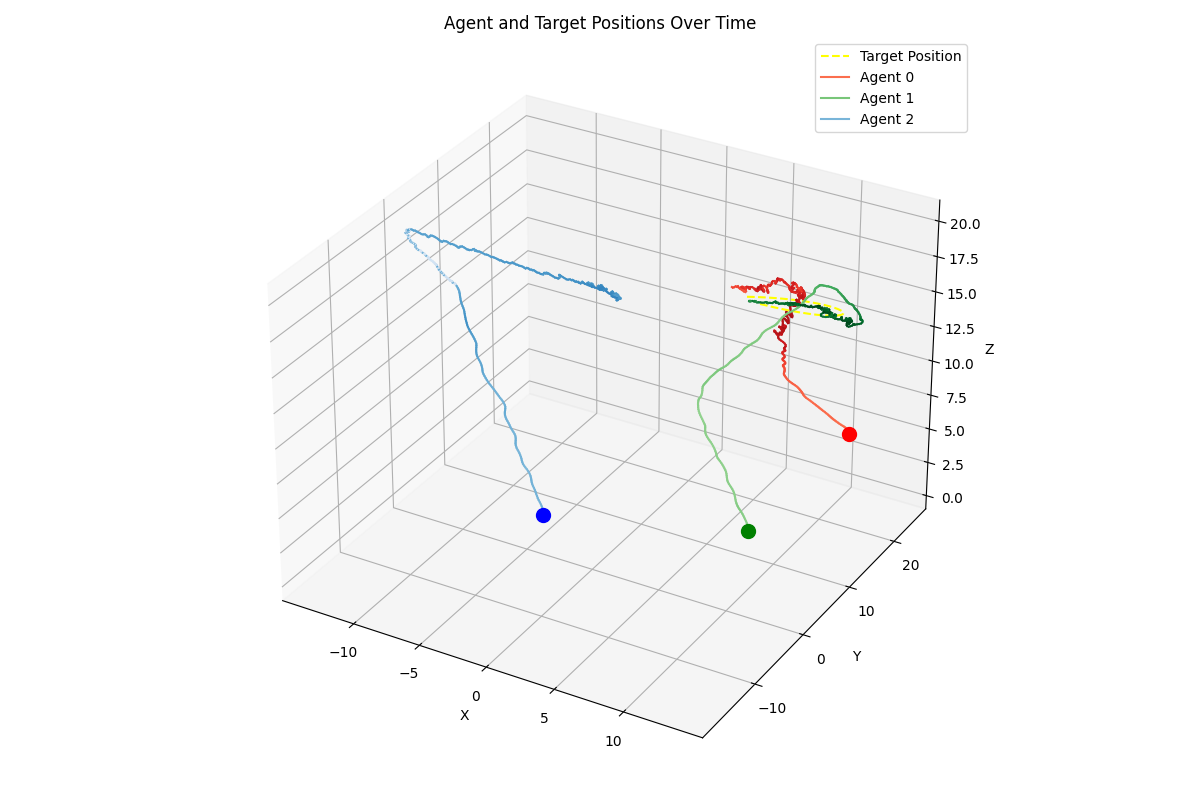 Agent and Target Positions Over Time
Target Position
Agent 0
Agent 1
Agent 2
20.0
17.5
15.0
12.5
Z
10.0
7.5
5.0
2.5
0.0
20
10
0
Y
−10
−10
−5
0
X
5
10